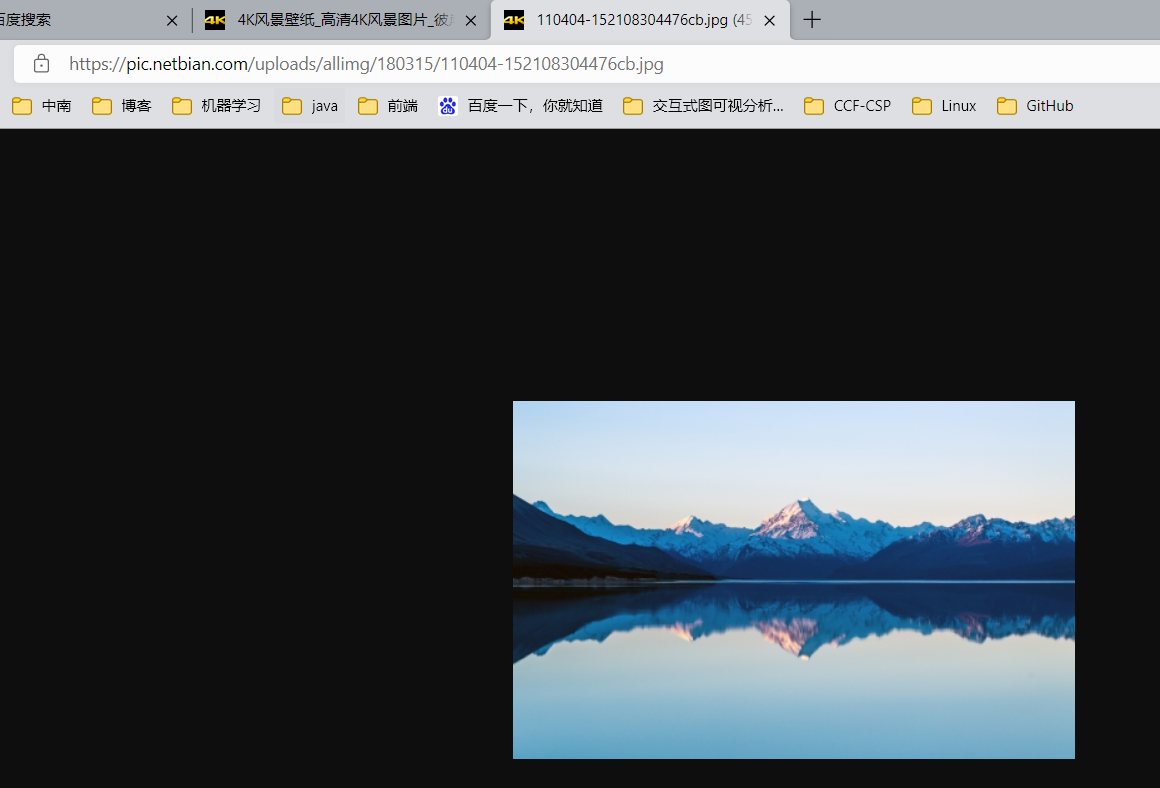 百度搜索 4K 4K风景壁纸_高清4K风景图片_彼 4K 110404-152108304476cb.jpg (45
https://pic.netbian.com/uploads/allimg/180315/110404-152108304476cb.jpg
中南 博客 机器学习 java 前端 du 百度一下，你就知道 交互式图可视分析... CCF-CSP Linux GitHub